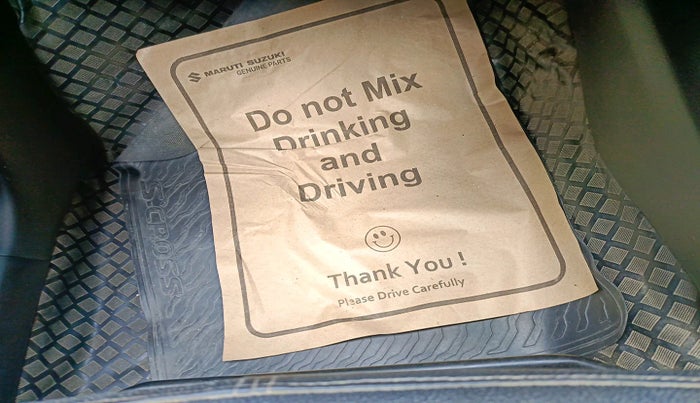 MARUTI SUZUKI
GENUINE PARTS
Do not Mix
Drinking
and
Driving
Thank You !
Please Drive Carefully
S CROSS